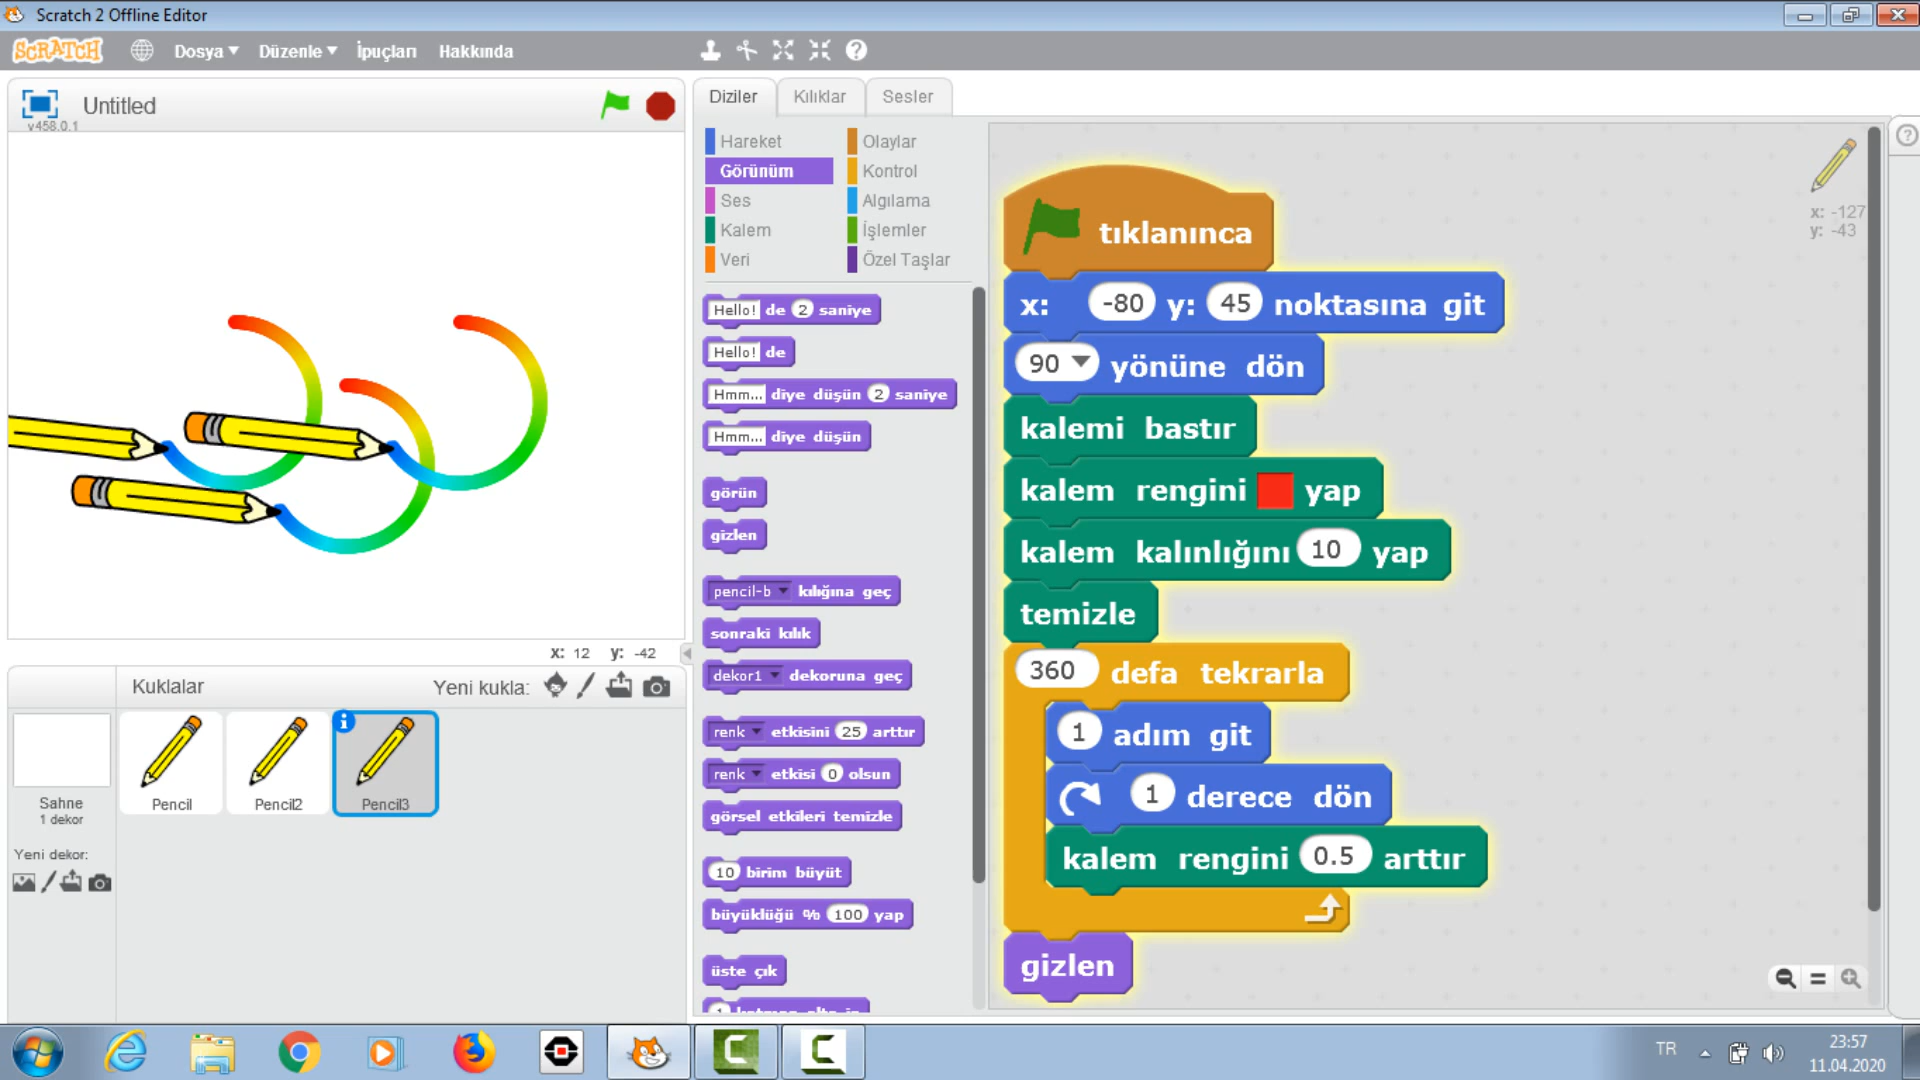 Scratch 2 Offline Editor
SCRATCH Dosya Düzenle İpuçları Hakkında
Untitled
v458.0.1
Diziler Kılıklar Sesler
Hareket Olaylar
Görünüm Kontrol
Ses Algılama
Kalem İşlemler
Veri Özel Taşlar
Hello! de 2 saniye
Hello! de
Hmm... diye düşün 2 saniye
Hmm... diye düşün
görün
gizlen
pencil-b kılığına geç
sonraki kılık
dekor1 dekoruna geç
renk etkisini 25 arttır
renk etkisi 0 olsun
görsel etkileri temizle
10 birim büyüt
büyüklüğü % 100 yap
üste çık
tıklanınca
x: -80 y: 45 noktasına git
90 yönüne dön
kalemi bastır
kalem rengini yap
kalem kalınlığını 10 yap
temizle
360 defa tekrarla
1 adım git
1 derece dön
kalem rengini 0.5 arttır
gizlen
x: -127
y: -43
x: 12 y: -42
Kuklalar Yeni kukla:
Pencil Pencil2 Pencil3
Sahne
1 dekor
Yeni dekor:
TR
23:57
11.04.2020